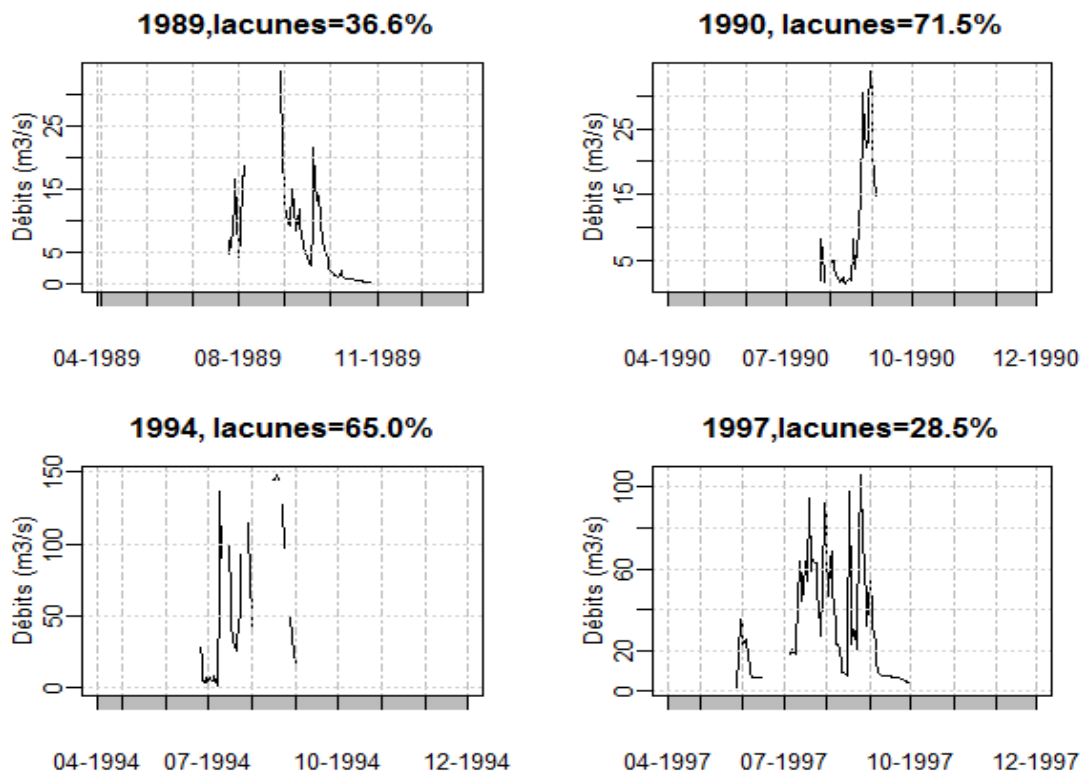 1989,lacunes=36.6%
Débits (m3/s)
0 5 15 25
04-1989 08-1989 11-1989
1990, lacunes=71.5%
Débits (m3/s)
5 15 25
04-1990 07-1990 10-1990 12-1990
1994, lacunes=65.0%
Débits (m3/s)
0 50 100 150
04-1994 07-1994 10-1994 12-1994
1997,lacunes=28.5%
Débits (m3/s)
0 20 60 100
04-1997 07-1997 10-1997 12-1997